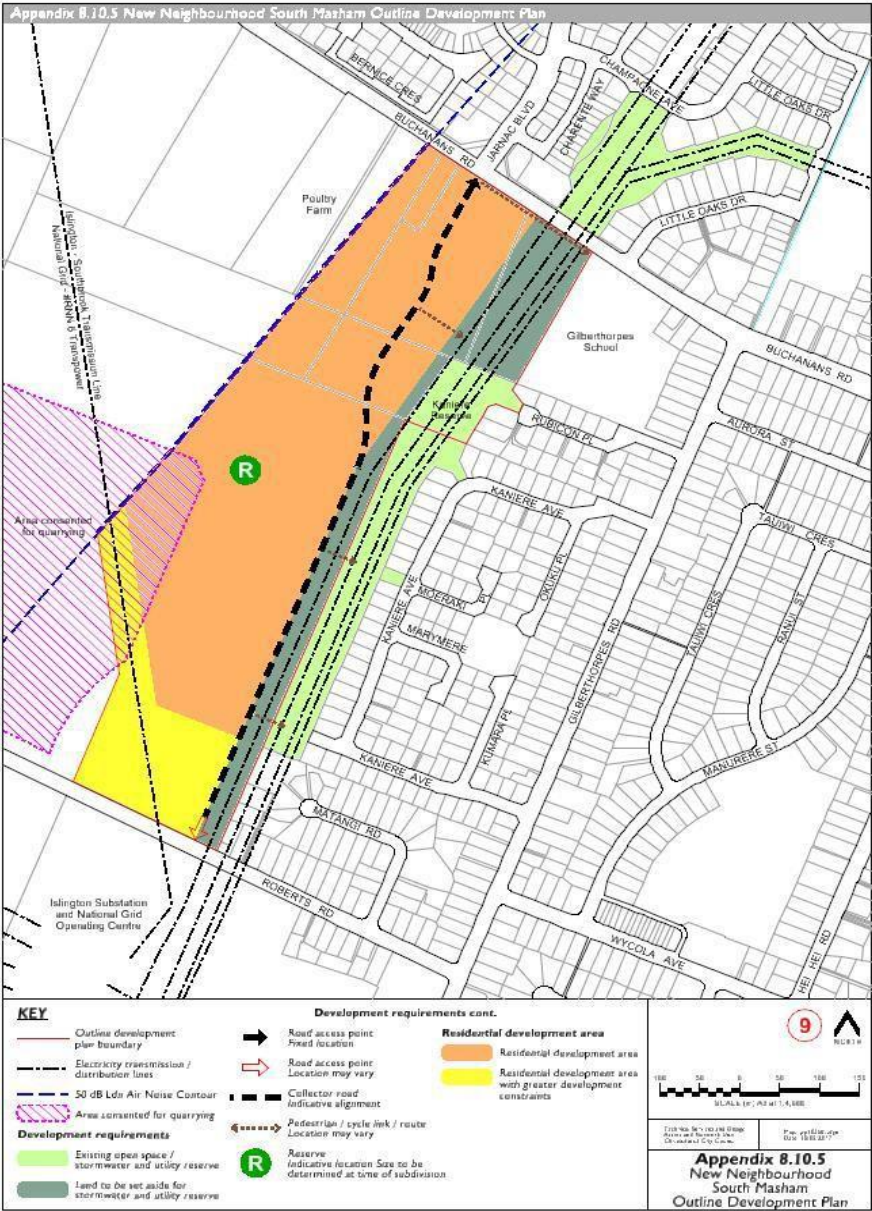 Appendix 8.10.5 New Neighbourhood South Masham Outline Development Plan
BERNICE CRES
BUCHANANS RD
JARNAC BLVD
CHARENTE WAY
CHAMPAGNE AVE
LITTLE OAKS DR
LITTLE OAKS DR
Poultry
Farm
Islington - Southbrook Transmission Line
Gilberthorpes
School
BUCHANANS RD
Kaniere
Reserve
RUBICON PL
AURORA ST
R
KANIERE AVE
TAUIWI CRES
Area consented
for quarrying
OKUKU PL
MOERAKI PL
KANIERE AVE
MARYMERE
GILBERTHORPES RD
TAUIWI CRES
RANUI ST
KUMARA PL
KANIERE AVE
MANURERE ST
MATANGI RD
ROBERTS RD
Islington Substation
and National Grid
Operating Centre
WYCOLA AVE
HEI HEI RD
KEY
Outline development
plan boundary
Electricity transmission /
distribution lines
50 dB Ldn Air Noise Contour
Area consented for quarrying
Development requirements
Existing open space /
stormwater and utility reserve
Land to be set aside for
stormwater and utility reserve
Development requirements cont.
Road access point
Fixed location
Road access point
Location may vary
Collector road
indicative alignment
Pedestrian / cycle link / route
Location may vary
R
Reserve
Indicative location Size to be
determined at time of subdivision
Residential development area
Residential development area
Residential development area
with greater development
constraints
9
NORTH
Appendix 8.10.5
New Neighbourhood
South Masham
Outline Development Plan